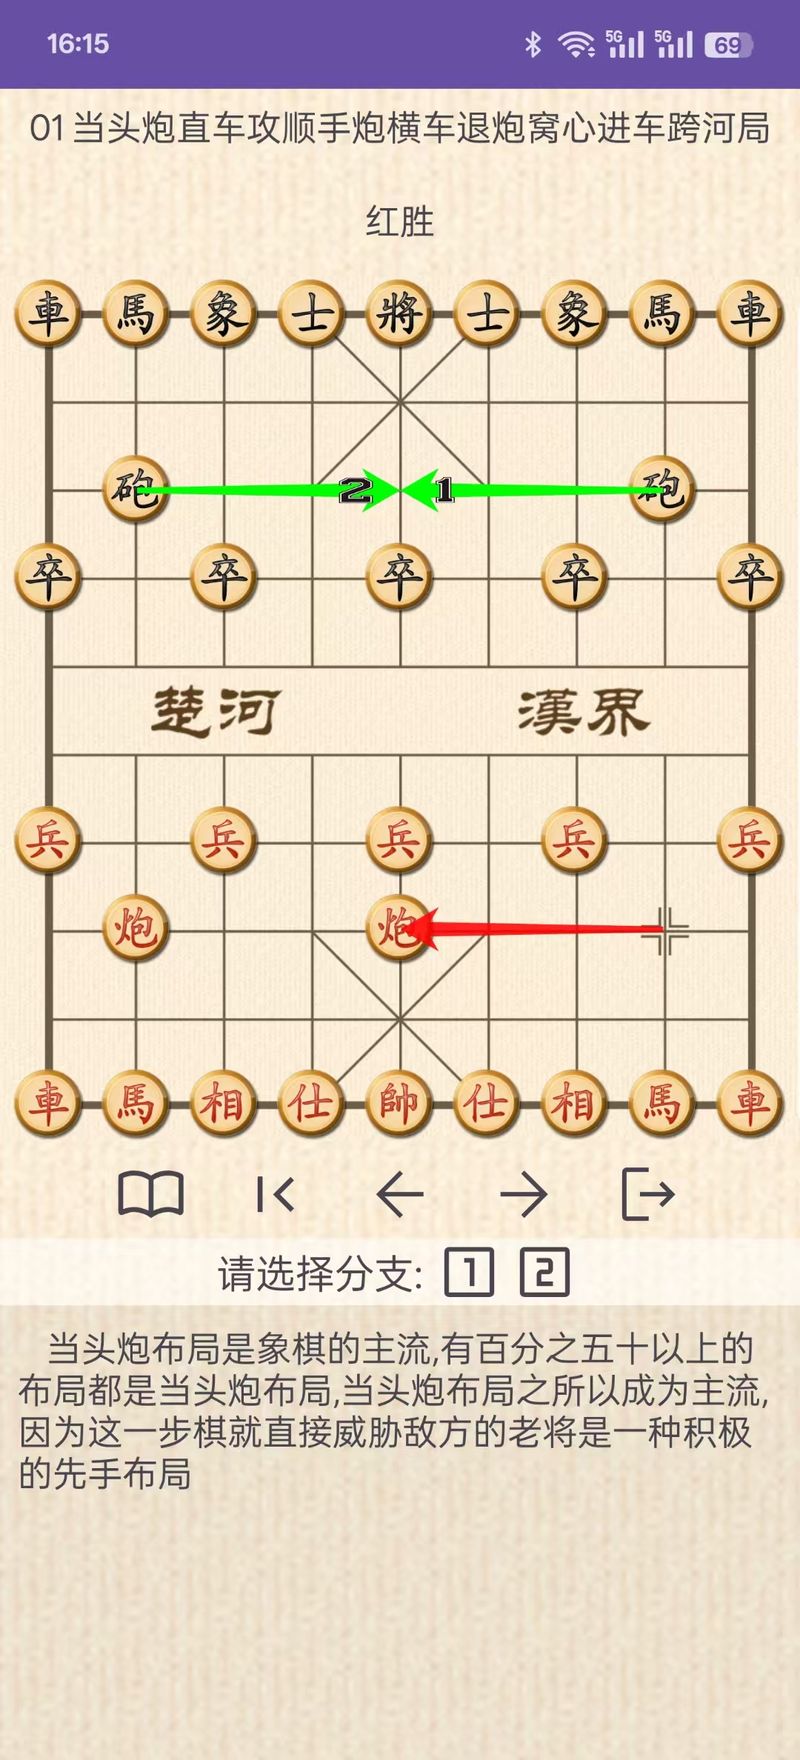 16:15 5G 5G 69
01当头炮直车攻顺手炮横车退炮窝心进车跨河局
红胜
車馬象士將士象馬車
砲 2 1 砲
卒卒卒卒卒
楚河 漢界
兵兵兵兵兵
炮 炮
車馬相仕帥仕相馬車
请选择分支: 1 2
当头炮布局是象棋的主流,有百分之五十以上的
布局都是当头炮布局,当头炮布局之所以成为主流,
因为这一步棋就直接威胁敌方的老将是一种积极
的先手布局